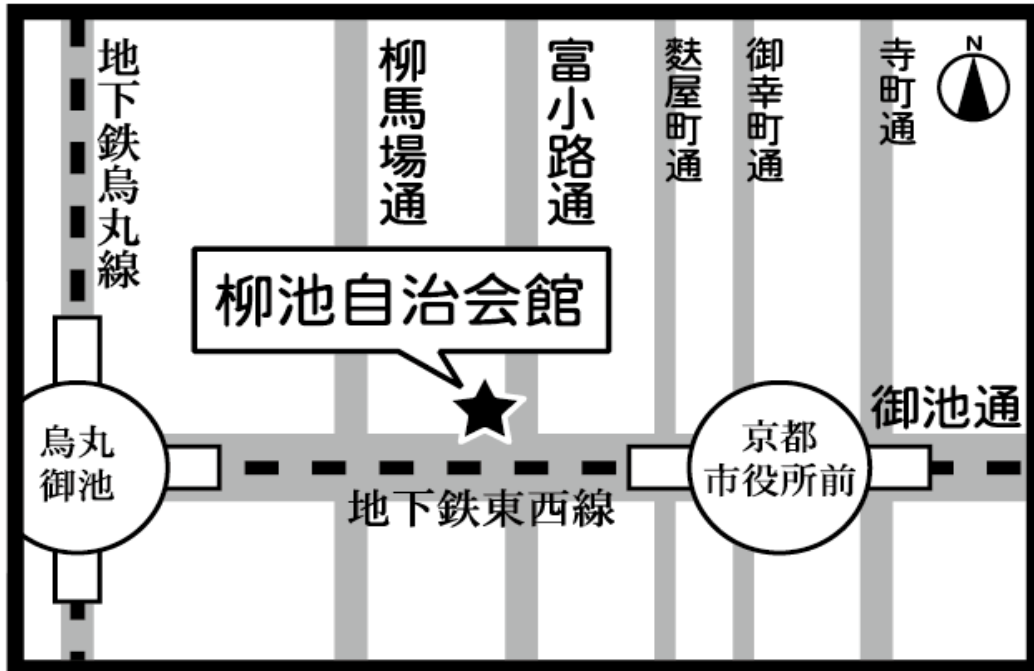 地下鉄烏丸線
柳馬場通
富小路通
麩屋町通
御幸町通
寺町通
N
柳池自治会館
御池通
烏丸
御池
京都
市役所前
地下鉄東西線